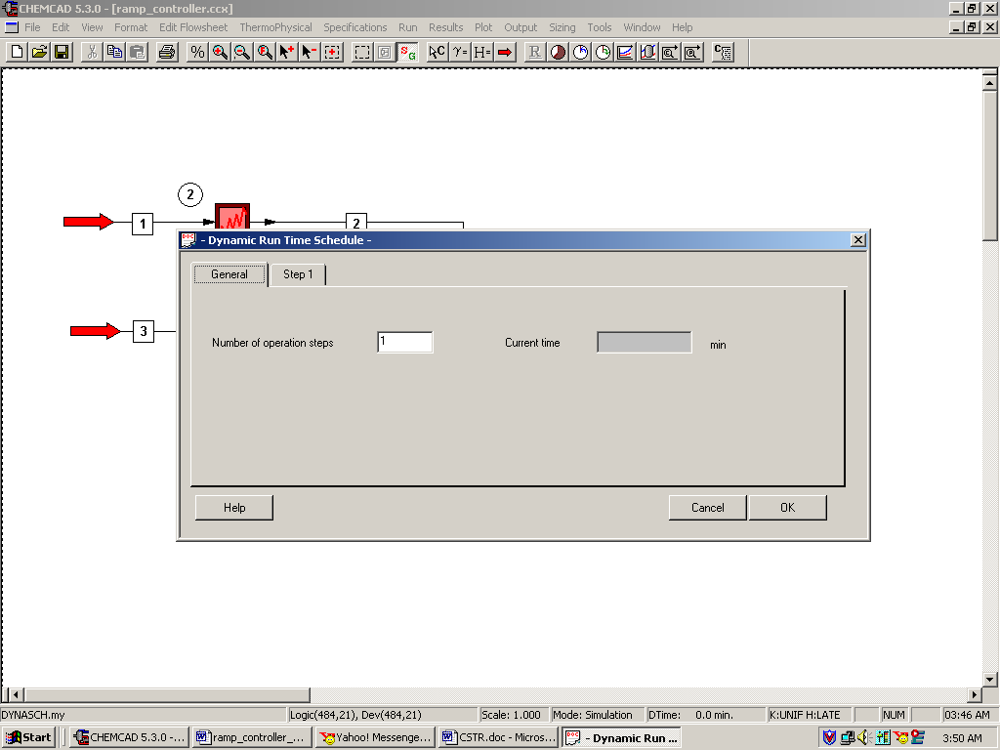 CHEMCAD 5.3.0 - [ramp_controller.ccx]
File Edit View Format Edit Flowsheet ThermoPhysical Specifications Run Results Plot Output Sizing Tools Window Help
% S G C γ= H= R C
2
1
2
DOC - Dynamic Run Time Schedule -
General Step 1
3
Number of operation steps 1 Current time min
Help Cancel OK
DYNASCH.my Logic(484,21), Dev(484,21) Scale: 1.000 Mode: Simulation DTime: 0.0 min. K:UNIF H:LATE NUM 03:46 AM
Start CHEMCAD 5.3.0 -... ramp_controller_... Yahoo! Messenge... CSTR.doc - Micros... - Dynamic Run ... 3:50 AM